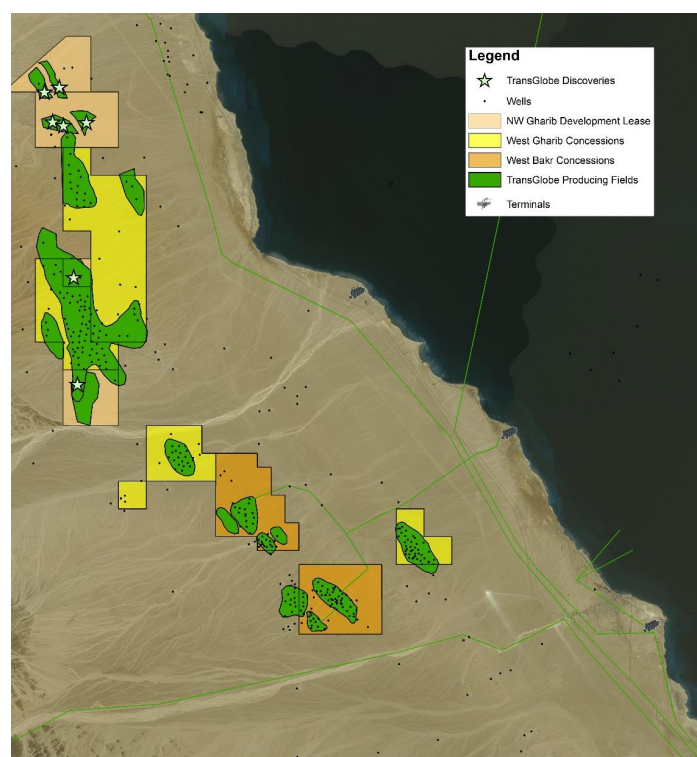 Legend
TransGlobe Discoveries
Wells
NW Gharib Development Lease
West Gharib Concessions
West Bakr Concessions
TransGlobe Producing Fields
Terminals